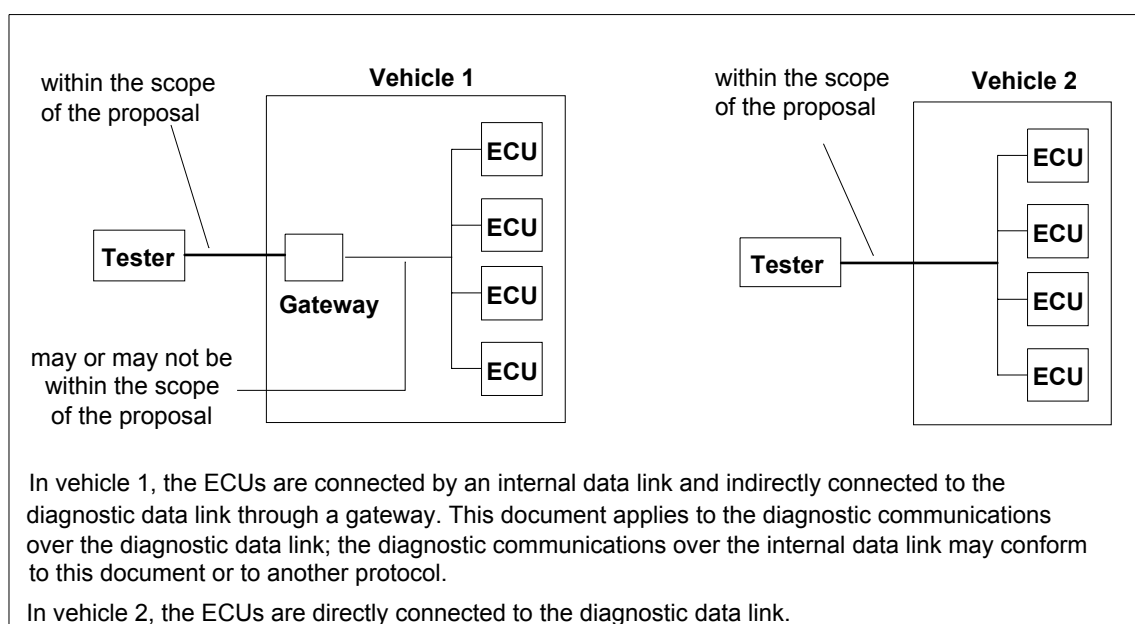 within the scope
of the proposal
Vehicle 1
ECU
ECU
ECU
ECU
Tester
Gateway
may or may not be
within the scope
of the proposal
within the scope
of the proposal
Vehicle 2
ECU
ECU
ECU
ECU
Tester
In vehicle 1, the ECUs are connected by an internal data link and indirectly connected to the
diagnostic data link through a gateway. This document applies to the diagnostic communications
over the diagnostic data link; the diagnostic communications over the internal data link may conform
to this document or to another protocol.
In vehicle 2, the ECUs are directly connected to the diagnostic data link.